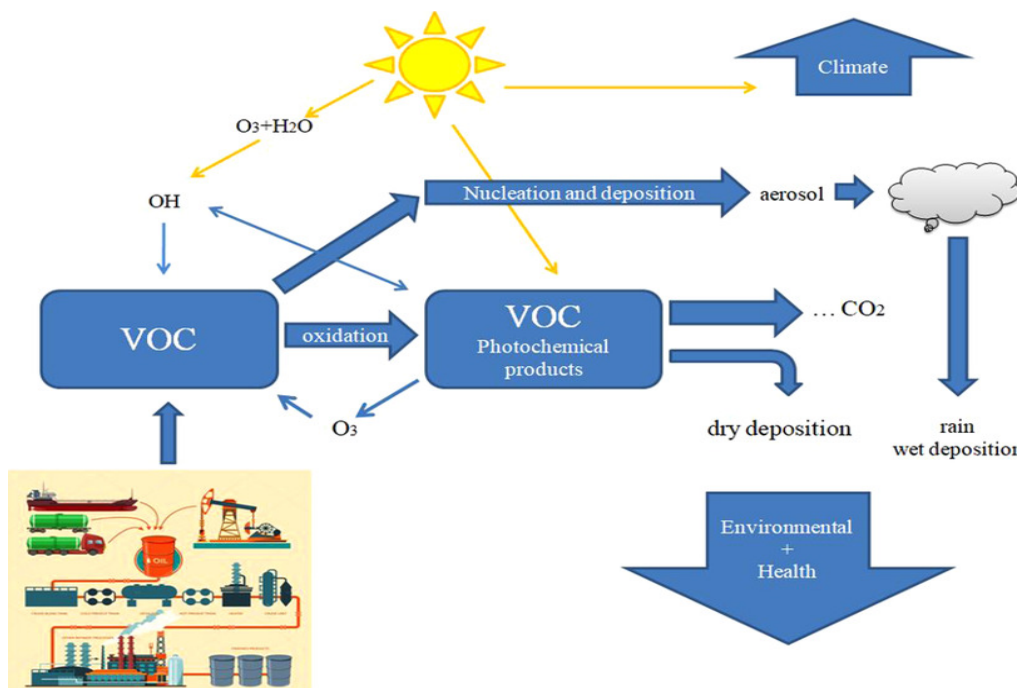 Climate
O3+H2O
OH
Nucleation and deposition
aerosol
VOC
oxidation
VOC
Photochemical
products
... CO2
O3
dry deposition
rain
wet deposition
OIL
Environmental
+
Health